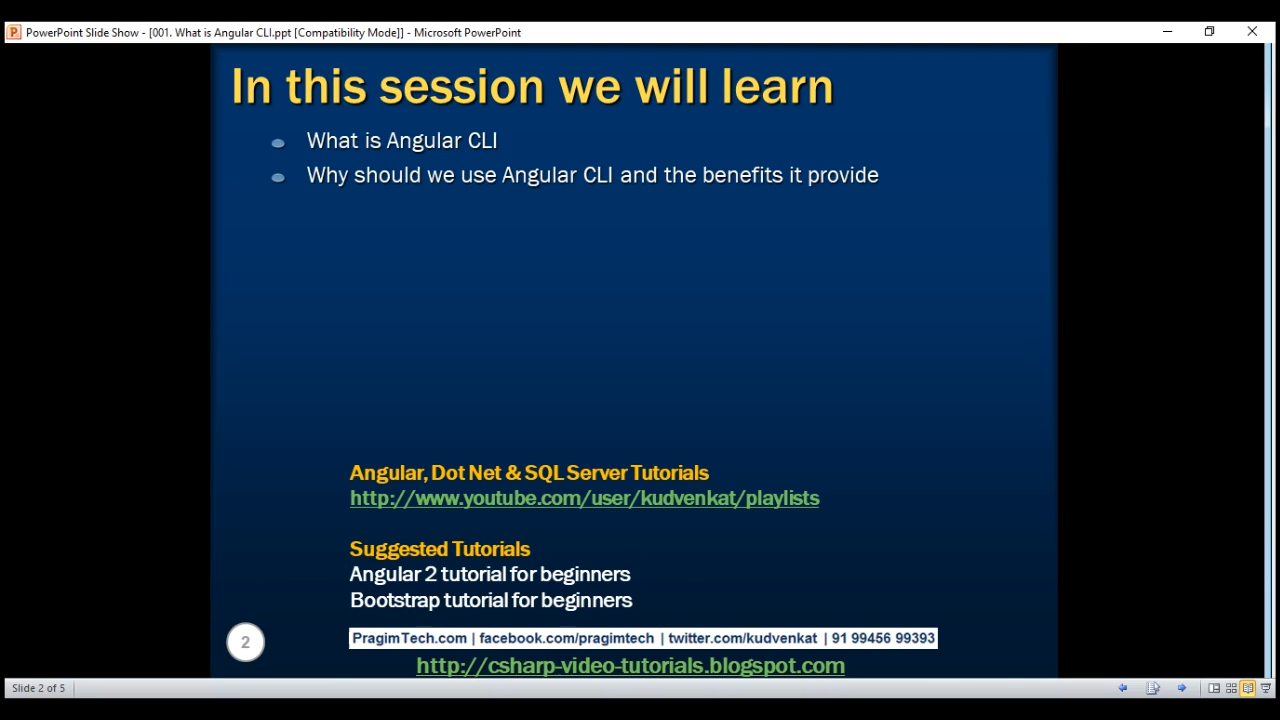 PowerPoint Slide Show - [001. What is Angular CLI.ppt [Compatibility Mode]] - Microsoft PowerPoint
In this session we will learn
What is Angular CLI
Why should we use Angular CLI and the benefits it provide
Angular, Dot Net & SQL Server Tutorials
http://www.youtube.com/user/kudvenkat/playlists
Suggested Tutorials
Angular 2 tutorial for beginners
Bootstrap tutorial for beginners
2
PragimTech.com | facebook.com/pragimtech | twitter.com/kudvenkat | 91 99456 99393
http://csharp-video-tutorials.blogspot.com
Slide 2 of 5